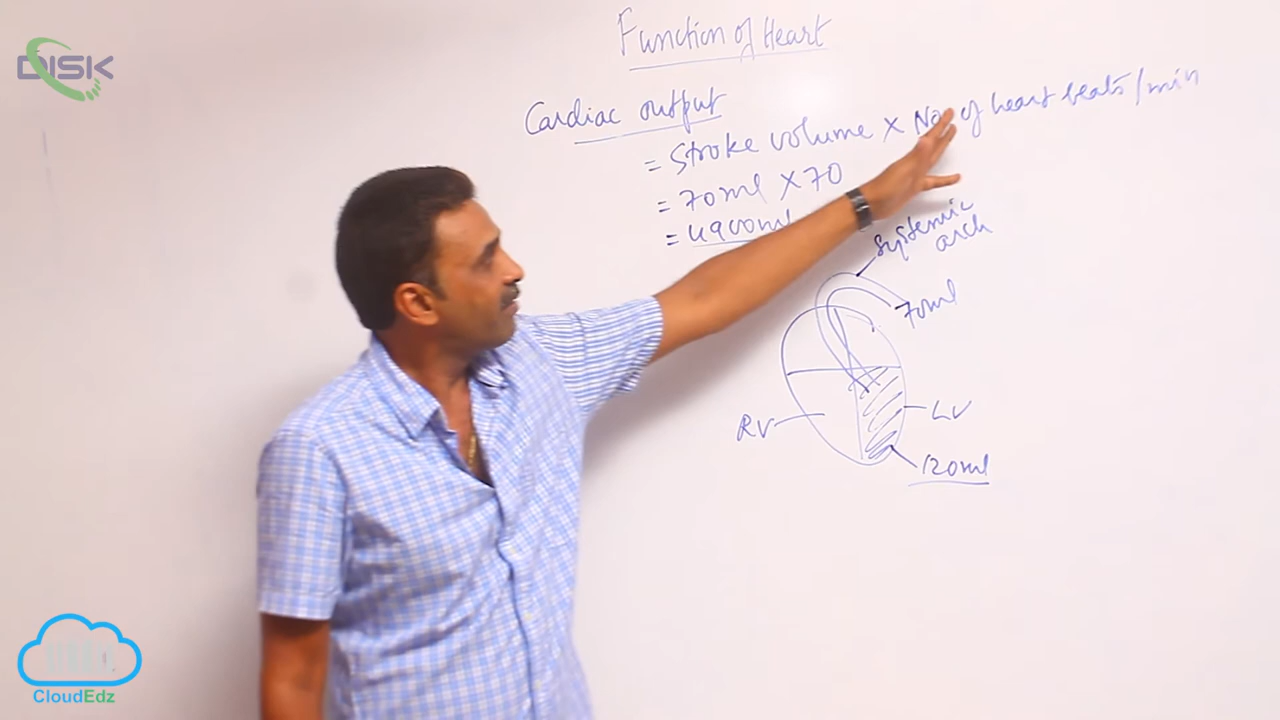 DISK
Function of Heart
Cardiac output
= Stroke volume × No. of heart beats/min
= 70ml × 70
= 4900ml
Systemic
arch
70ml
RV
LV
120ml
CloudEdz